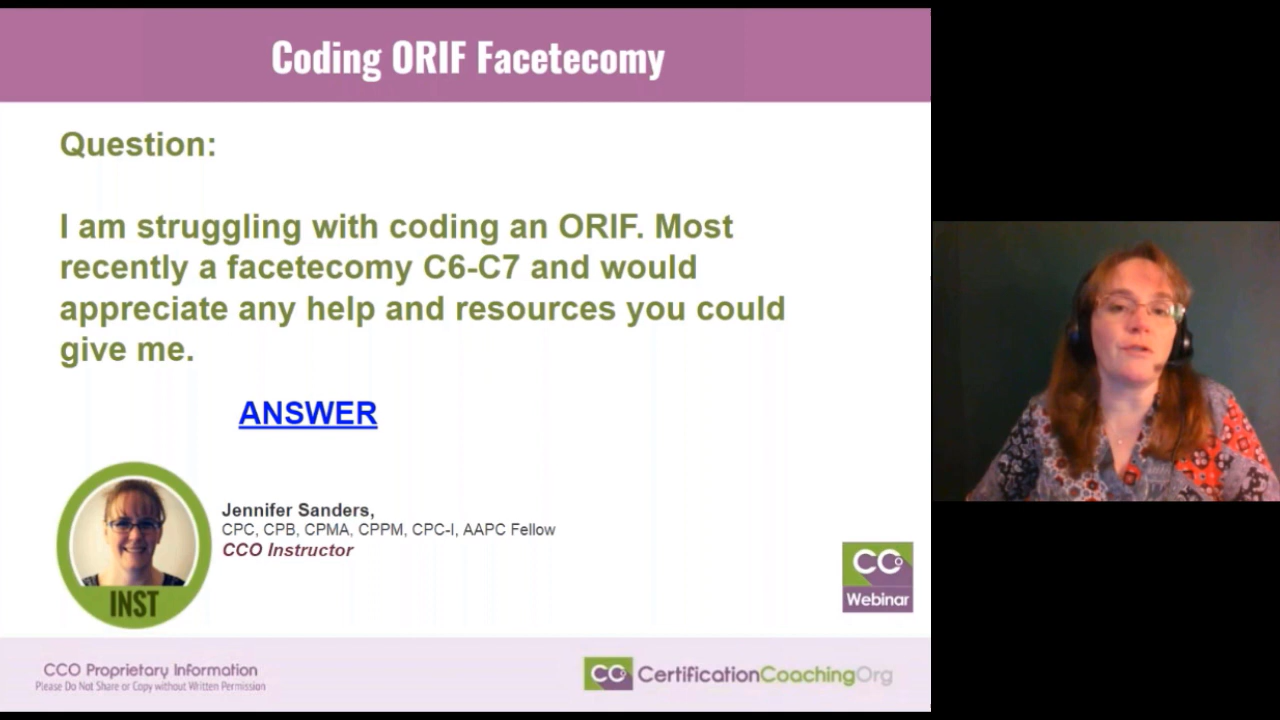 Coding ORIF Facetecomy
Question:
I am struggling with coding an ORIF. Most
recently a facetecomy C6-C7 and would
appreciate any help and resources you could
give me.
ANSWER
Jennifer Sanders,
CPC, CPB, CPMA, CPPM, CPC-I, AAPC Fellow
CCO Instructor
INST
CCO
Webinar
CCO Proprietary Information
Please Do Not Share or Copy without Written Permission
CCO CertificationCoachingOrg